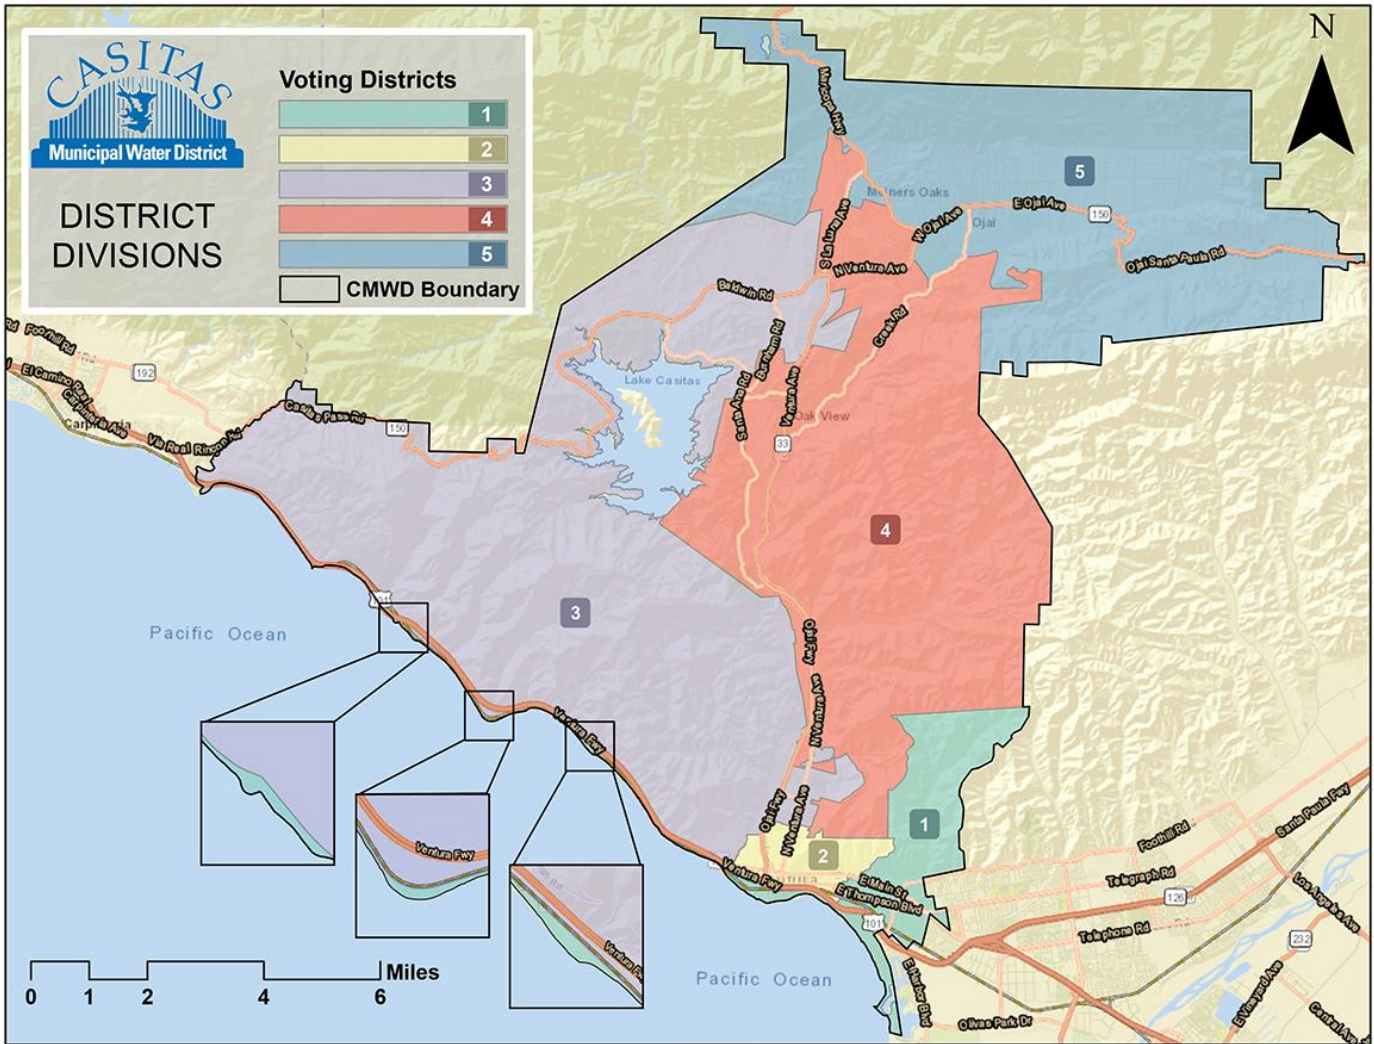 CASITAS
Municipal Water District
DISTRICT
DIVISIONS
Voting Districts
1
2
3
4
5
CMWD Boundary
N
Maricopa Hwy
5
Meiners Oaks
E Ojai Ave
150
Ojai
W Ojai Ave
S La Luna Ave
Ojai Santa Paula Rd
N Ventura Ave
Baldwin Rd
Creek Rd
Burnham Rd
Foothill Rd
Rd
192
El Camino Real
Carpinteria Ave
Lake Casitas
Santa Ana Rd
Ventura Ave
Oak View
Casitas Pass Rd
150
Via Real Rincon Rd
33
4
101
3
Pacific Ocean
Ojai Fwy
N Ventura Ave
Ventura Fwy
Ojai Fwy
N Ventura Ave
1
2
Ventura Fwy
E Main St
E Thompson Blvd
101
Foothill Rd
Santa Paula Fwy
Telegraph Rd
126
Los Angeles Ave
Telephone Rd
232
Ventura Fwy
E Harbor Blvd
E Vineyard Ave
Olivas Park Dr
Central Ave
Pacific Ocean
Miles
0 1 2 4 6